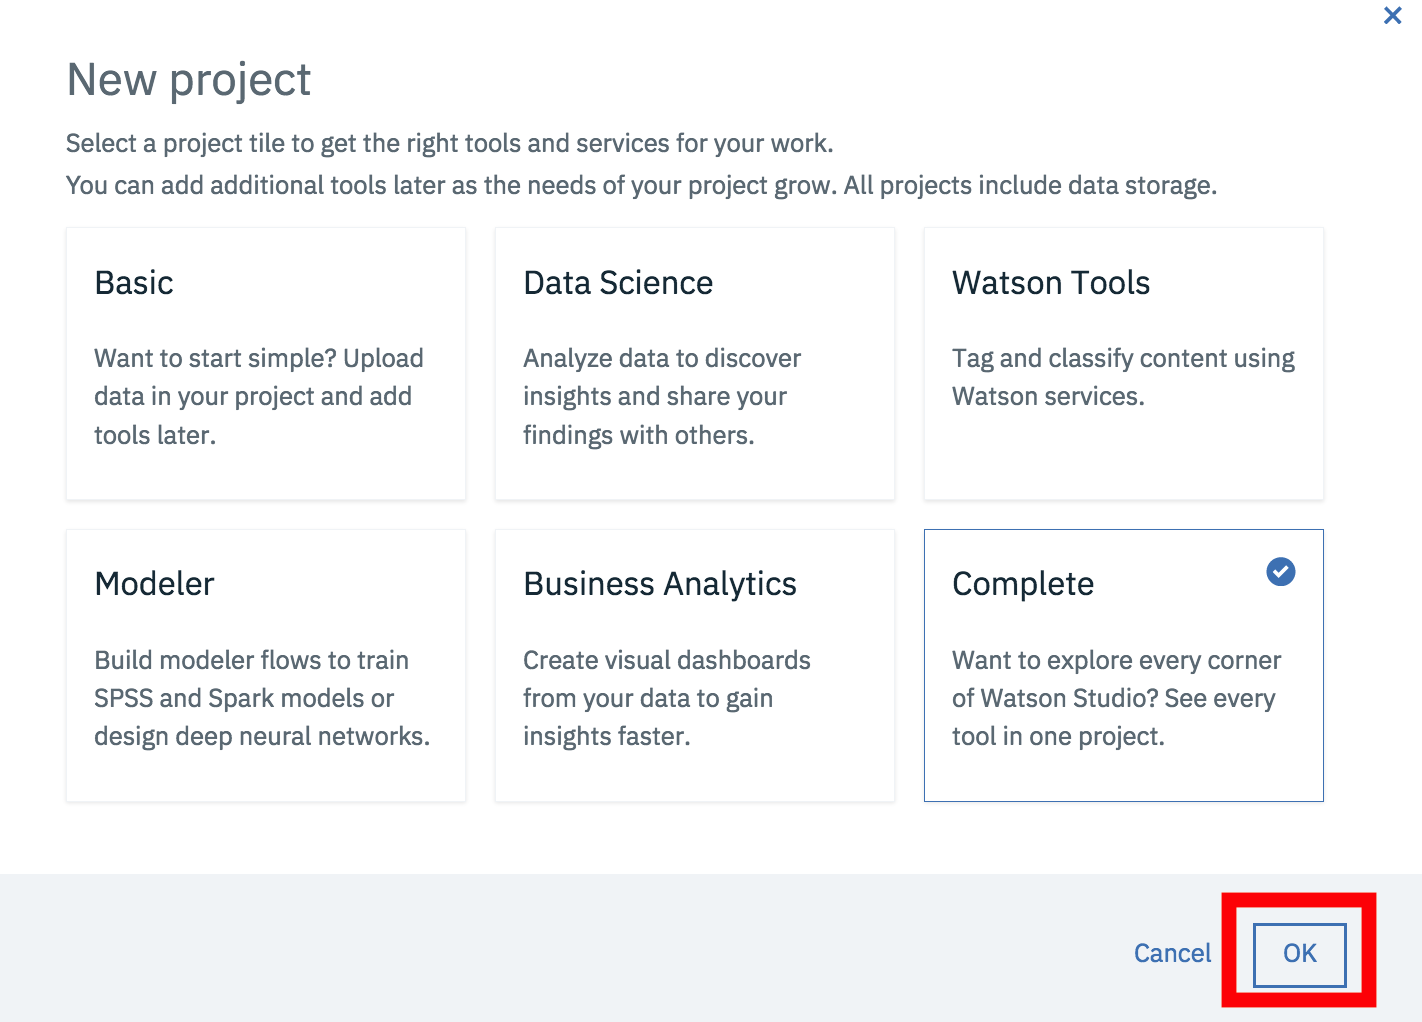 New project
Select a project tile to get the right tools and services for your work.
You can add additional tools later as the needs of your project grow. All projects include data storage.
Basic
Want to start simple? Upload
data in your project and add
tools later.
Data Science
Analyze data to discover
insights and share your
findings with others.
Watson Tools
Tag and classify content using
Watson services.
Modeler
Build modeler flows to train
SPSS and Spark models or
design deep neural networks.
Business Analytics
Create visual dashboards
from your data to gain
insights faster.
Complete
Want to explore every corner
of Watson Studio? See every
tool in one project.
Cancel
OK